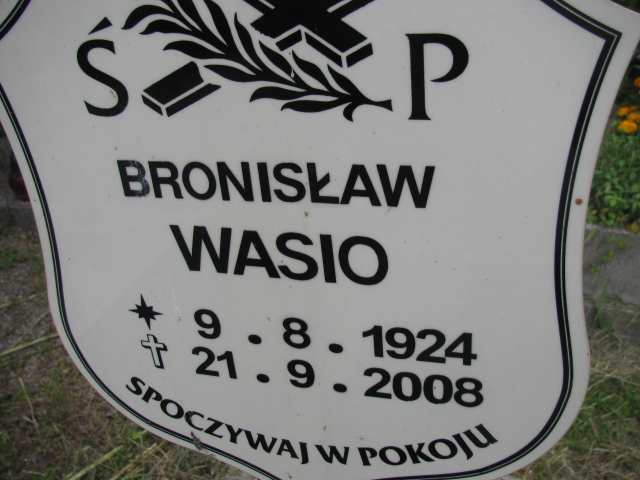 Ś P
BRONISŁAW
WASIO
9.8.1924
21.9.2008
SPOCZYWAJ W POKOJU